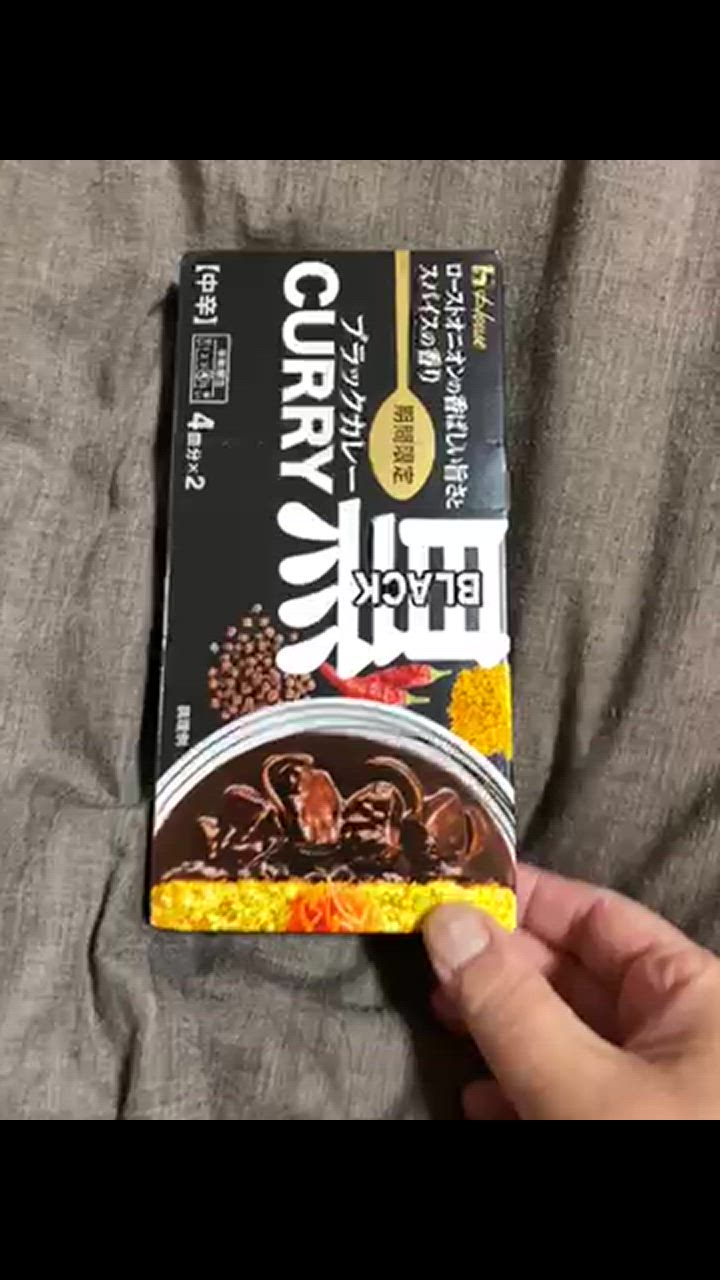 House
ローストオニオンの香ばしい旨さと
スパイスの香り
期間限定
黒
BLACK
ブラックカレー
CURRY
【中辛】
4皿分×2
調理例